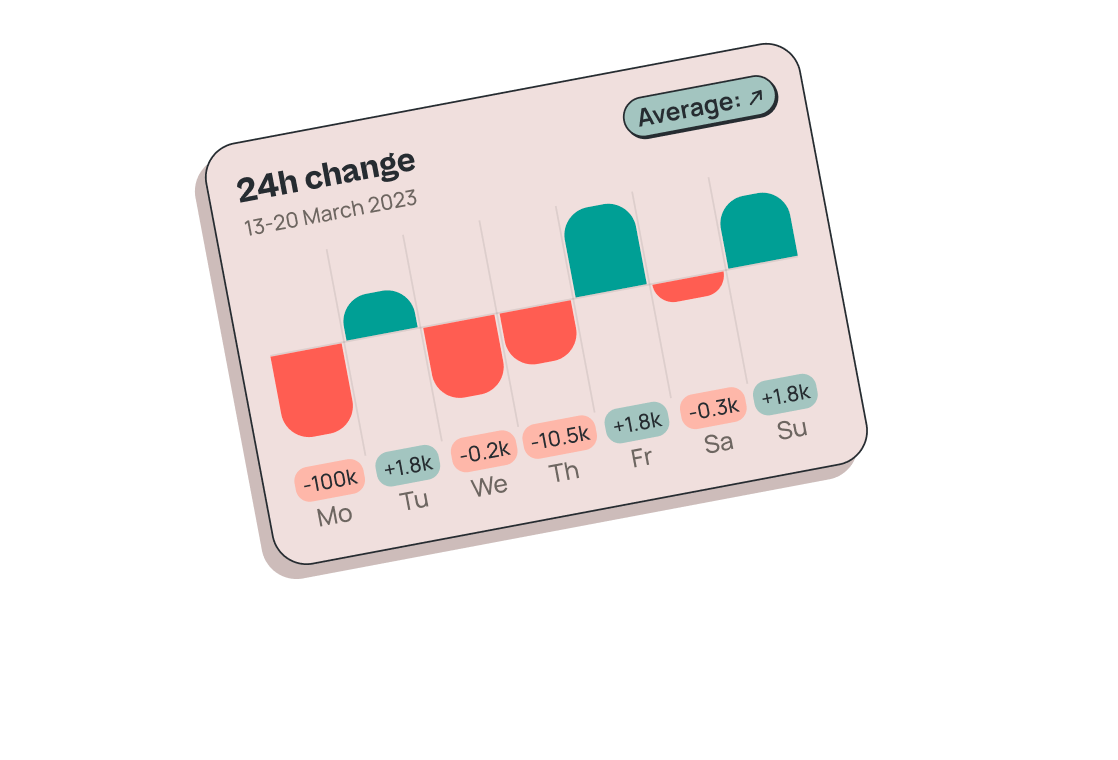 Average: ↗
24h change
13-20 March 2023
-100k +1.8k -0.2k -10.5k +1.8k -0.3k +1.8k
Mo Tu We Th Fr Sa Su